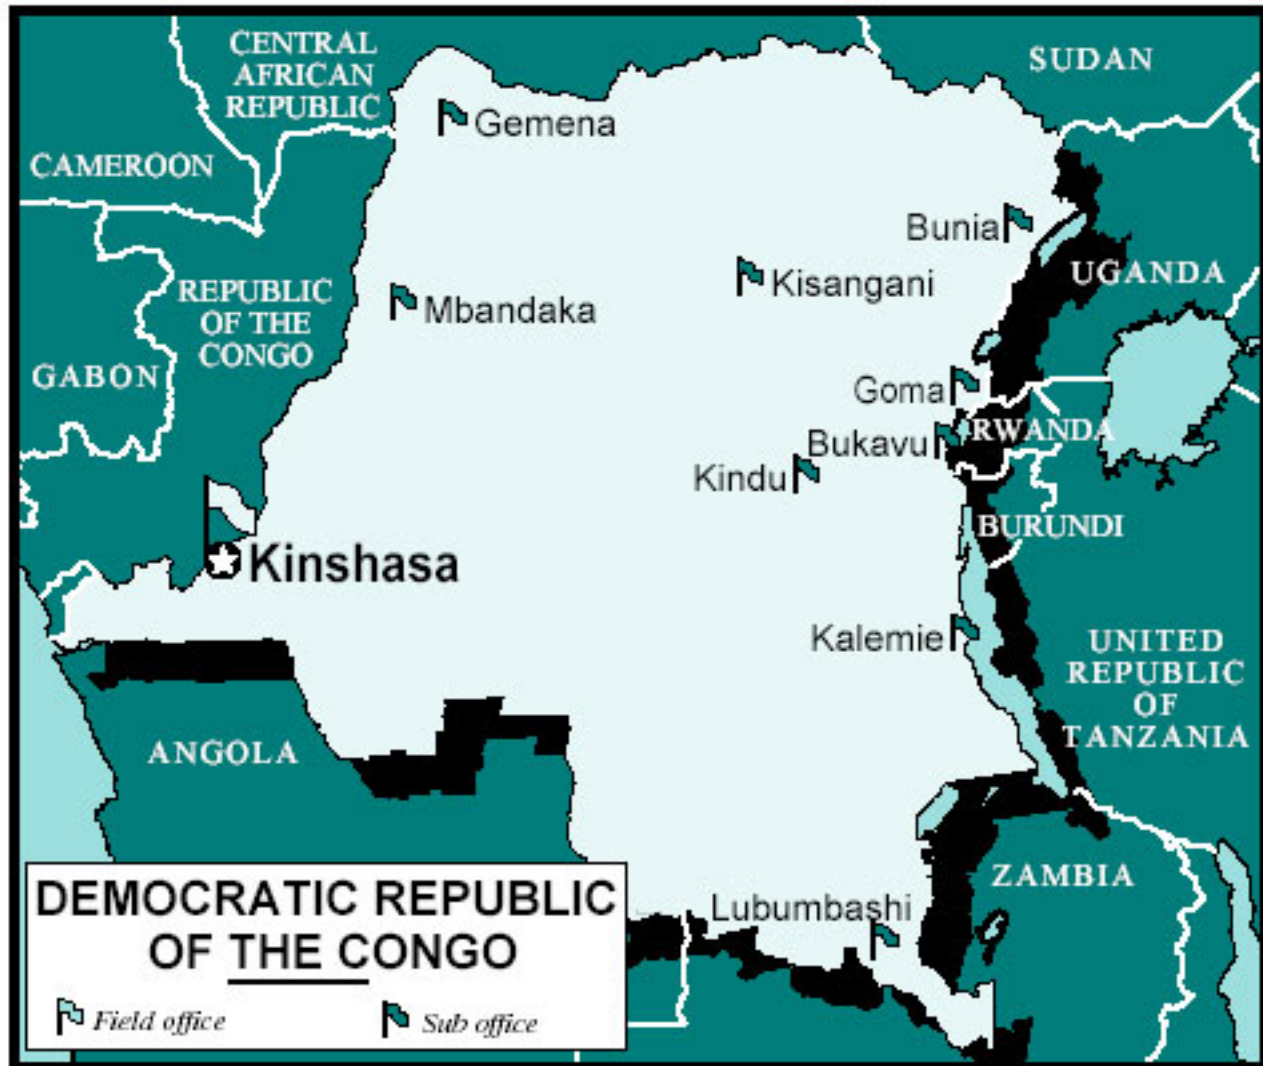 CENTRAL
AFRICAN
REPUBLIC
SUDAN
CAMEROON
Gemena
Bunia
UGANDA
Kisangani
REPUBLIC
OF THE
CONGO
Mbandaka
GABON
Goma
RWANDA
Bukavu
Kindu
BURUNDI
Kinshasa
Kalemie
UNITED
REPUBLIC
OF
TANZANIA
ANGOLA
ZAMBIA
Lubumbashi
DEMOCRATIC REPUBLIC
OF THE CONGO
Field office
Sub office